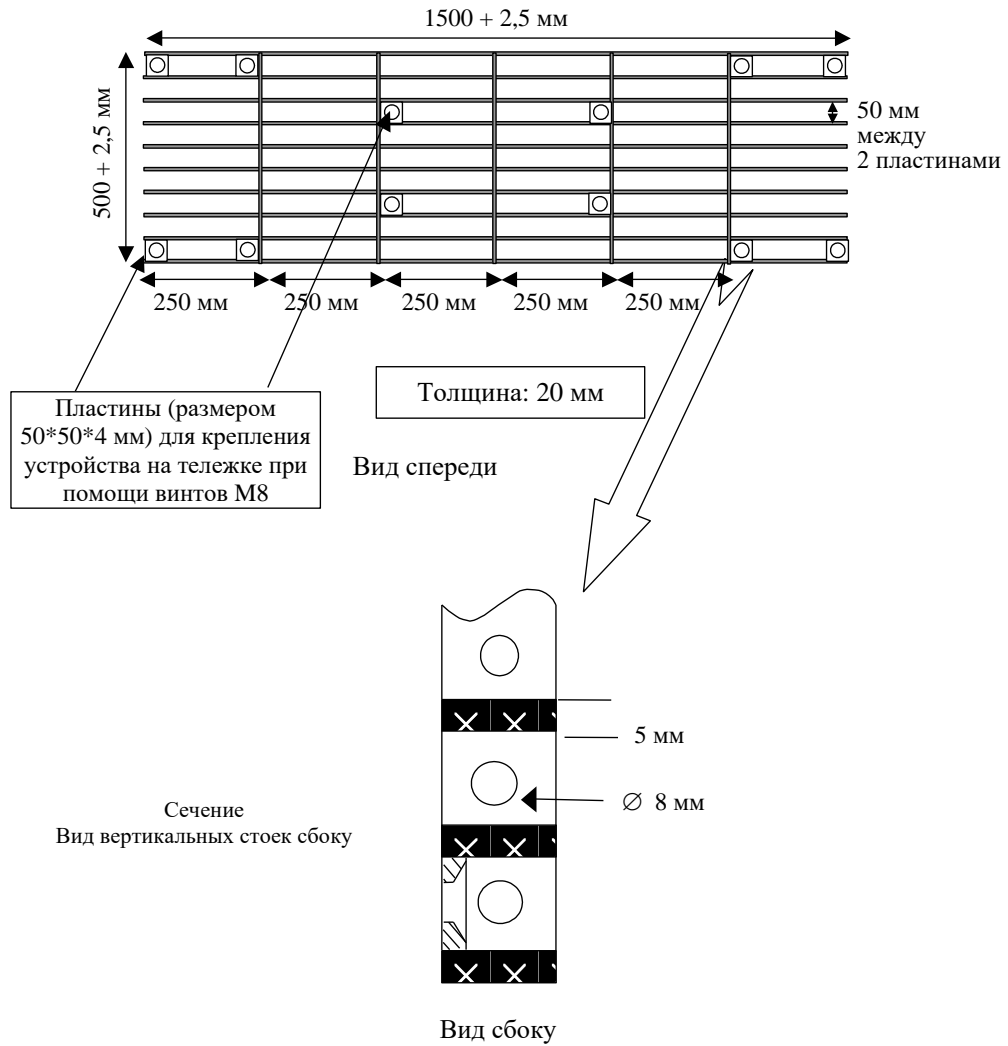 1500 + 2,5 мм
500 + 2,5 мм
50 мм
между
2 пластинами
250 мм
250 мм
250 мм
250 мм
250 мм
Толщина: 20 мм
Пластины (размером
50*50*4 мм) для крепления
устройства на тележке при
помощи винтов М8
Вид спереди
5 мм
∅ 8 мм
Сечение
Вид вертикальных стоек сбоку
Вид сбоку